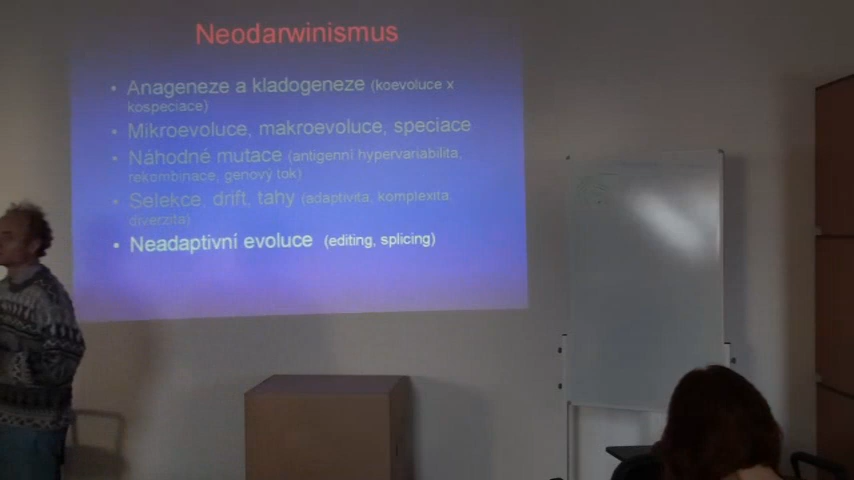 Neodarwinismus
• Anageneze a kladogeneze (koevoluce x
kospeciace)
• Mikroevoluce, makroevoluce, speciace
• Náhodné mutace (antigenní hypervariabilita,
rekombinace, genový tok)
• Selekce, drift, tahy (adaptivita, komplexita,
diverzita)
• Neadaptivní evoluce (editing, splicing)